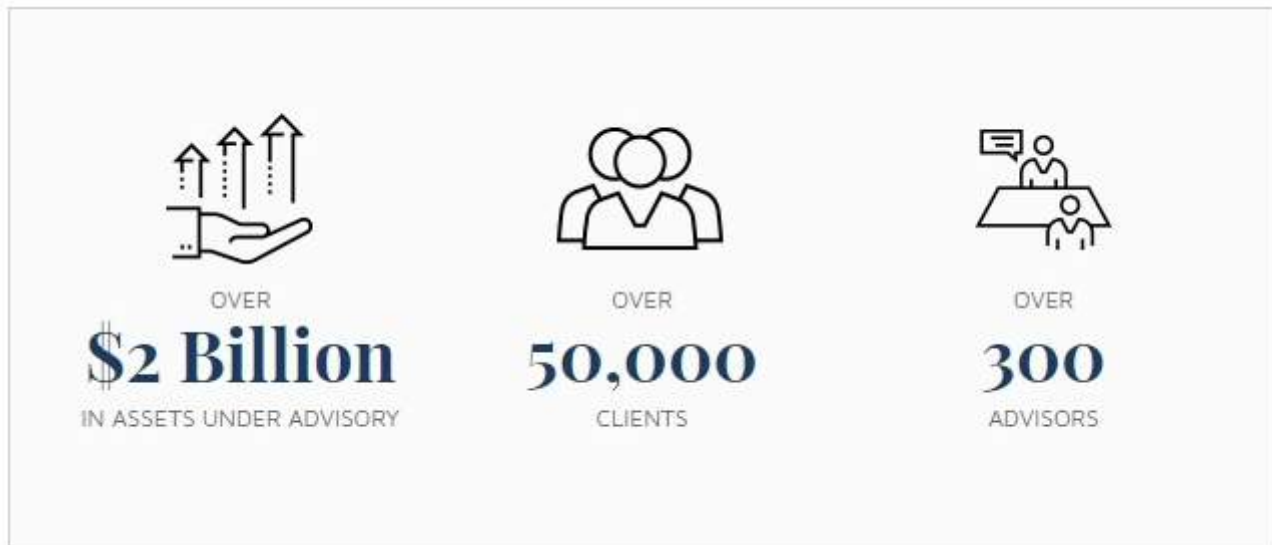 OVER
$2 Billion
IN ASSETS UNDER ADVISORY
OVER
50,000
CLIENTS
OVER
300
ADVISORS